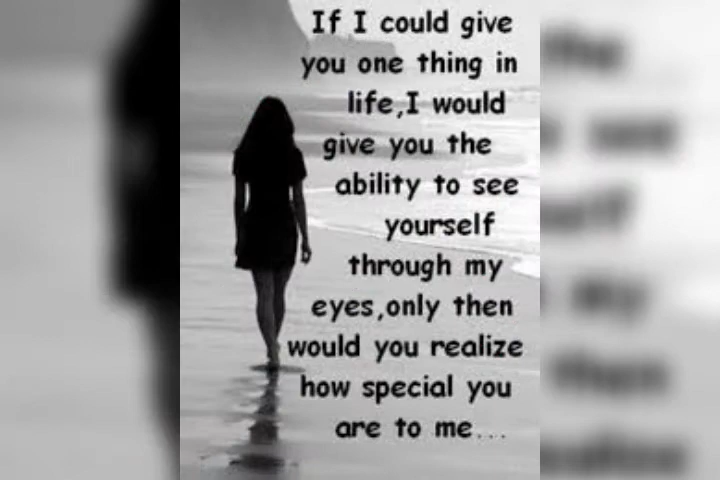 If I could give
you one thing in
life,I would
give you the
ability to see
yourself
through my
eyes,only then
would you realize
how special you
are to me...